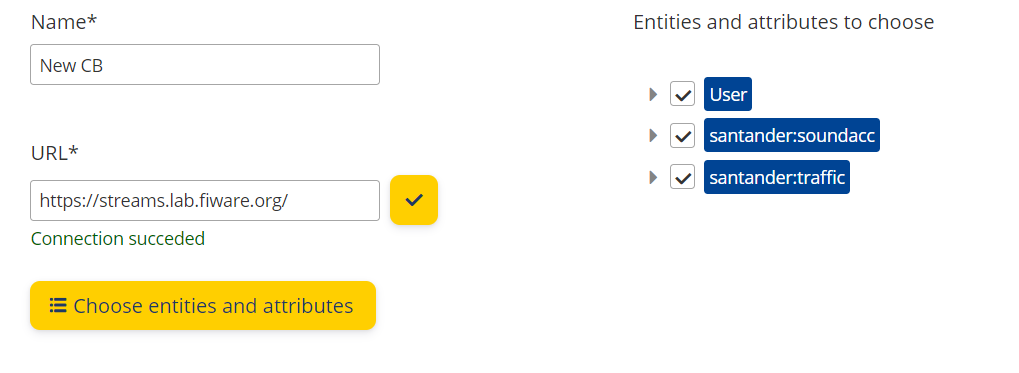 Name*
New CB
URL*
https://streams.lab.fiware.org/
Connection succeded
Choose entities and attributes
Entities and attributes to choose
User
santander:soundacc
santander:traffic